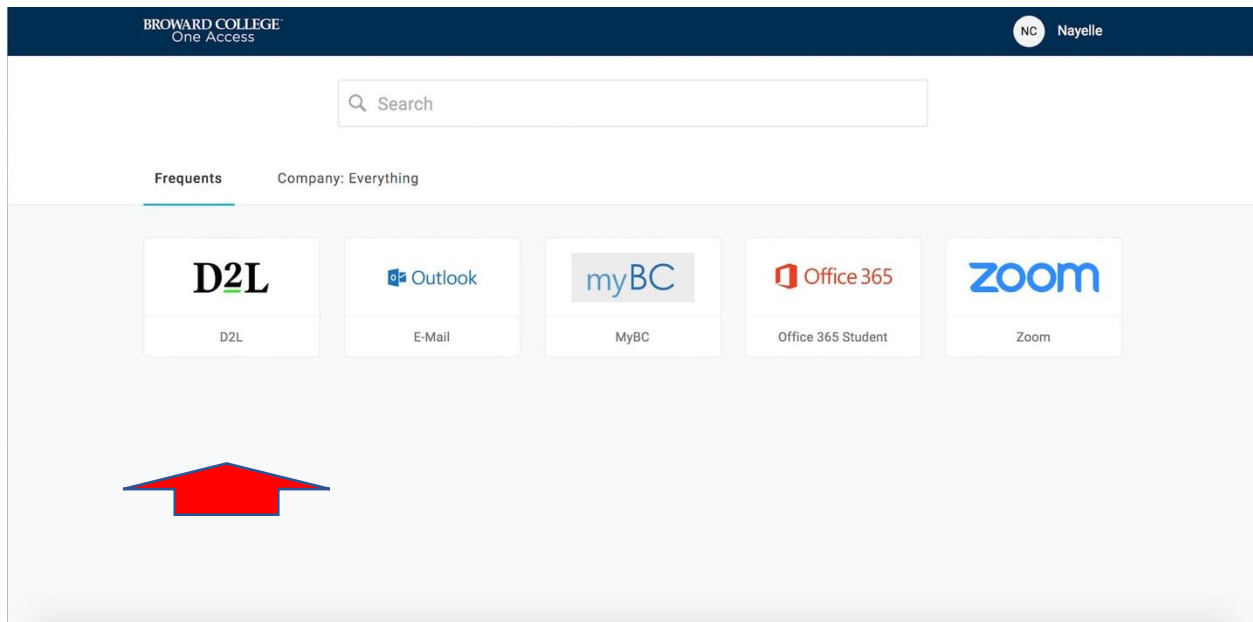 BROWARD COLLEGE
One Access
NC Nayelle
Search
Frequents Company: Everything
D2L Outlook myBC Office 365 zoom
D2L E-Mail MyBC Office 365 Student Zoom